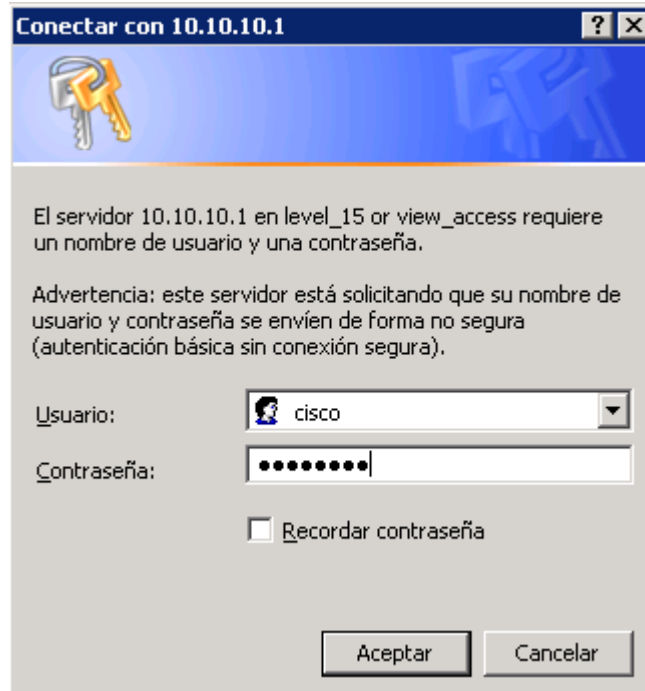 Conectar con 10.10.10.1
El servidor 10.10.10.1 en level_15 or view_access requiere
un nombre de usuario y una contraseña.
Advertencia: este servidor está solicitando que su nombre de
usuario y contraseña se envíen de forma no segura
(autenticación básica sin conexión segura).
Usuario: cisco
Contraseña: ●●●●●●●●
Recordar contraseña
Aceptar Cancelar